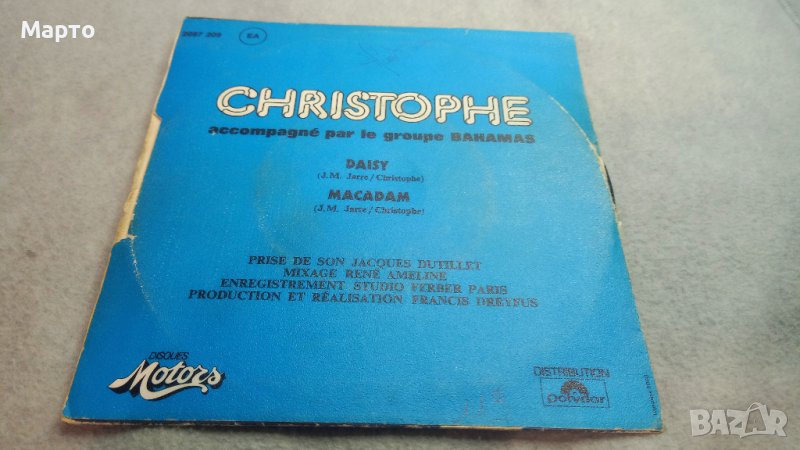 Марто
2097 209
EA
CHRISTOPHE
accompagné par le groupe BAHAMAS
DAISY
(J.M. Jarre / Christophe)
MACADAM
(J.M. Jarre / Christophe)
PRISE DE SON JACQUES DUTILLET
MIXAGE RENÉ AMELINE
ENREGISTREMENT STUDIO FERBER PARIS
PRODUCTION ET RÉALISATION FRANCIS DREYFUS
DISQUES
Motors
DISTRIBUTION
polydor
BAZAR